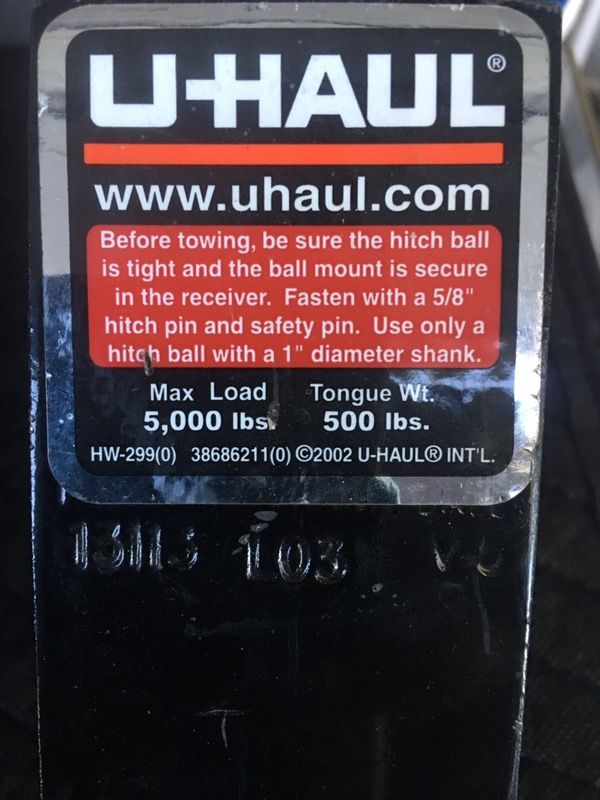 U-HAUL®
www.uhaul.com
Before towing, be sure the hitch ball
is tight and the ball mount is secure
in the receiver. Fasten with a 5/8"
hitch pin and safety pin. Use only a
hitch ball with a 1" diameter shank.
Max Load Tongue Wt.
5,000 lbs. 500 lbs.
HW-299(0) 38686211(0) ©2002 U-HAUL® INT'L.
13113 L03